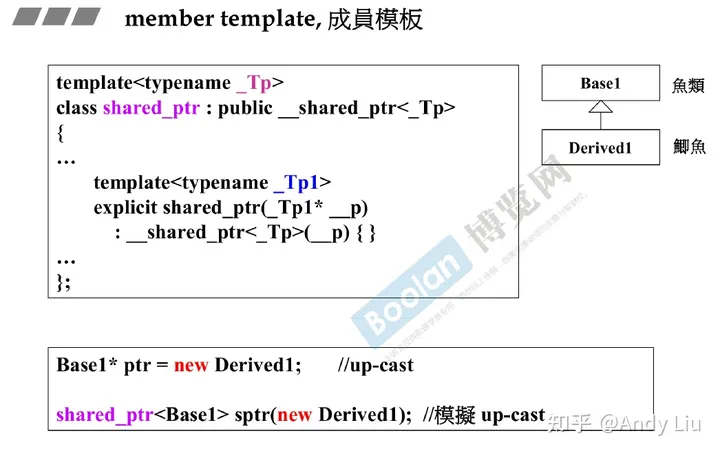 member template, 成員模板
template<typename _Tp>
class shared_ptr : public __shared_ptr<_Tp>
{
…
template<typename _Tp1>
explicit shared_ptr(_Tp1* __p)
: __shared_ptr<_Tp>(__p) { }
…
};
Base1
魚類
Derived1
鯽魚
Boolan
博览网
Base1* ptr = new Derived1; //up-cast
shared_ptr<Base1> sptr(new Derived1); //模擬 up-cast
知乎 @Andy Liu